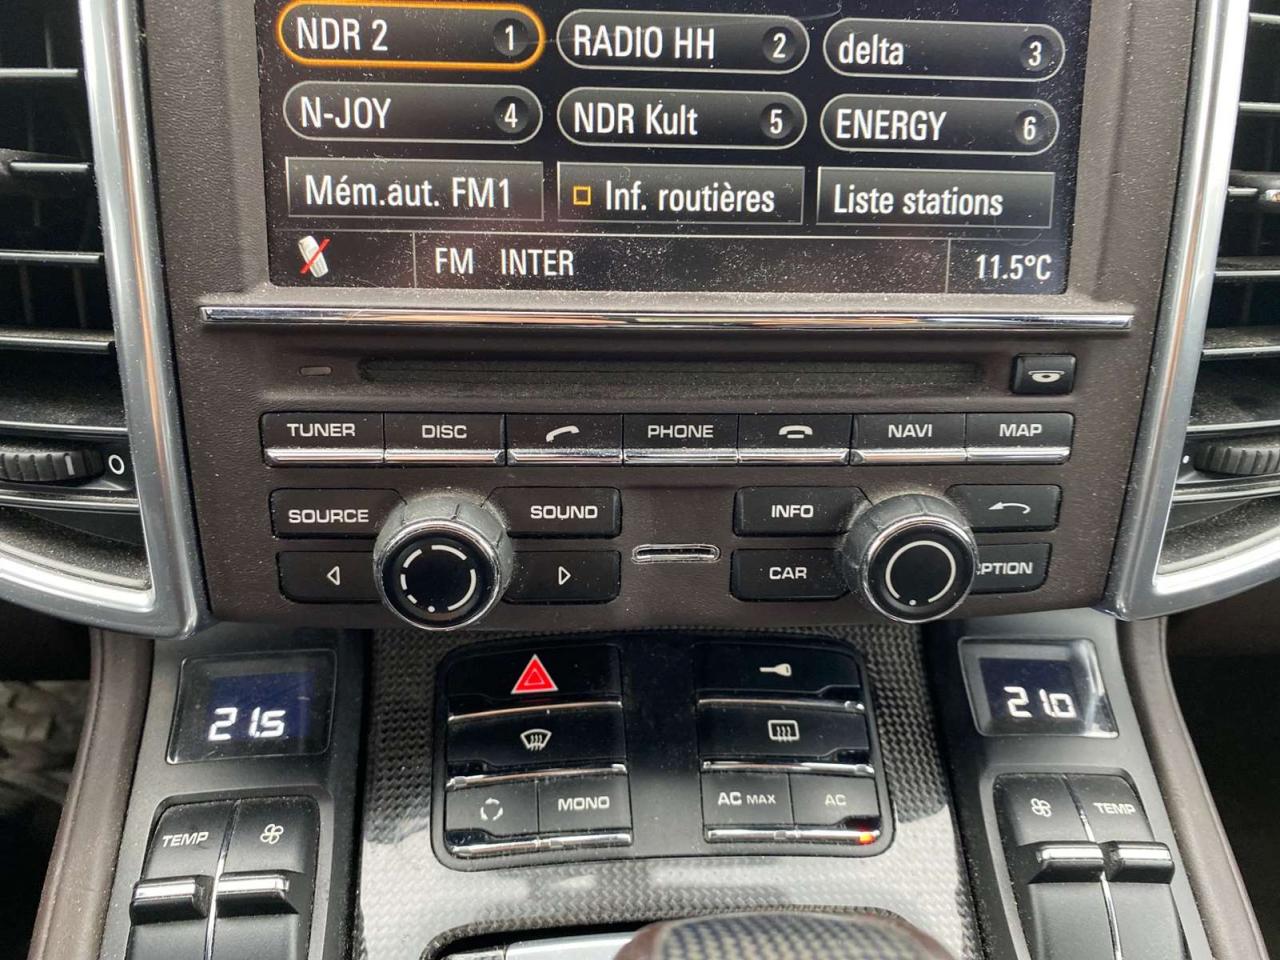 NDR 2 1 RADIO HH 2 delta 3
N-JOY 4 NDR Kult 5 ENERGY 6
Mém.aut. FM1 Inf. routières Liste stations
FM INTER 11.5°C
TUNER DISC PHONE NAVI MAP
SOURCE SOUND INFO
CAR PTION
21.5 21.0
MONO AC MAX AC
TEMP TEMP
O